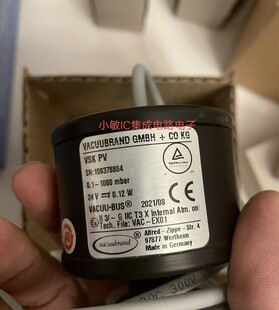 小敏IC集成电路电子
VACUUBRAND GMBH + CO KG
VSK PV
SN:109378804
0.1-1080 mbar
24 V 0.12 W
VACUU-BUS® 2021/08
II 3/- G IIC T3 X Internal Atm. on
Tech. File: VAC-EX01
vacuubrand
Alfred - Zippe - Str. 4
97877 Wertheim
Made in Germany
CE